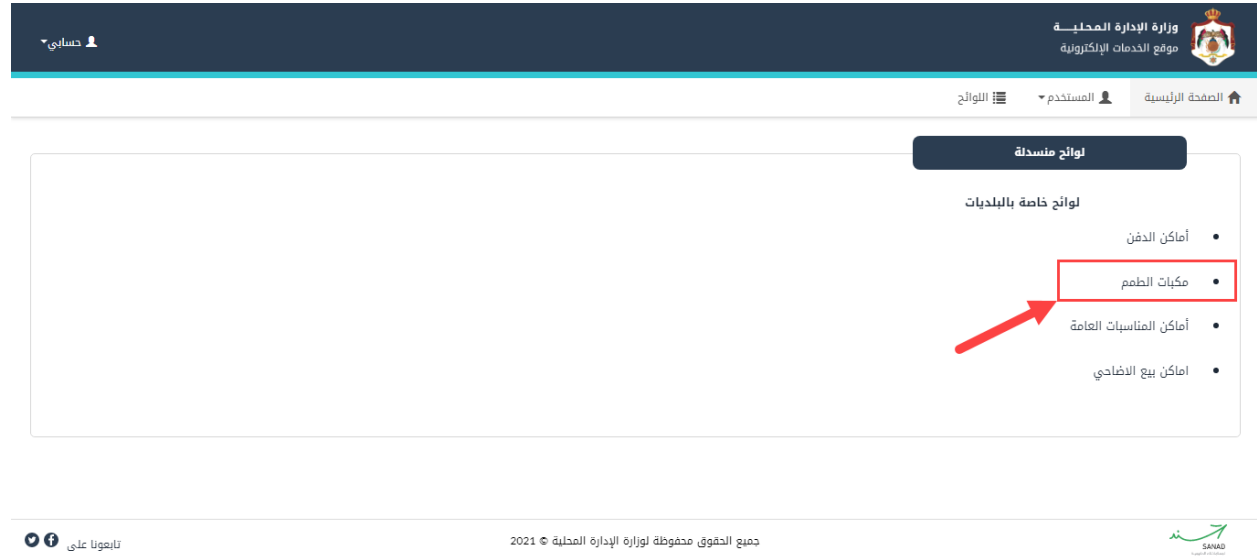 وزارة الإدارة المحليـــة
موقع الخدمات الإلكترونية
حسابي
الصفحة الرئيسية
المستخدم
اللوائح
لوائح منسدلة
لوائح خاصة بالبلديات
أماكن الدفن
مكبات الطمم
أماكن المناسبات العامة
اماكن بيع الاضاحي
سند
SANAD
جميع الحقوق محفوظة لوزارة الإدارة المحلية © 2021
تابعونا على